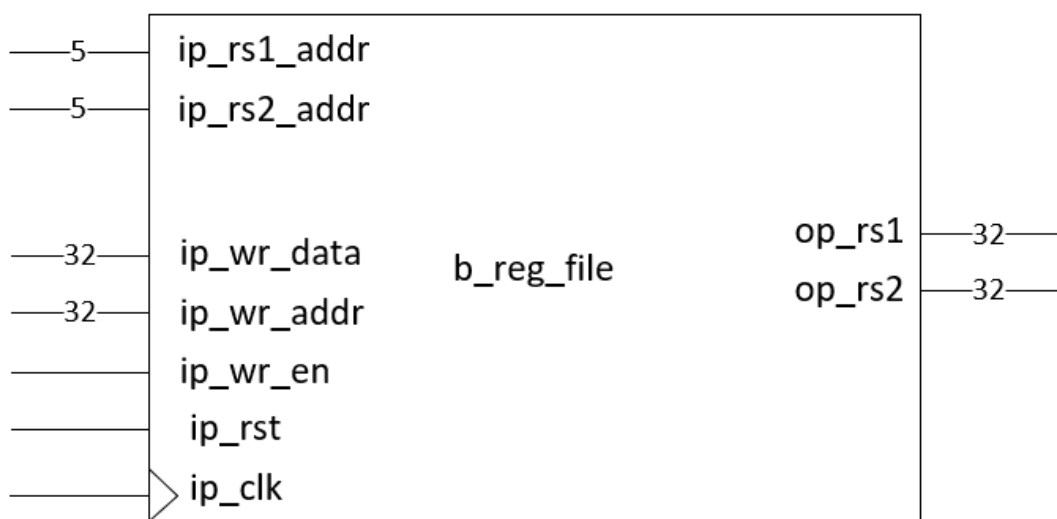 5 ip_rs1_addr
5 ip_rs2_addr
op_rs1 32
32 ip_wr_data
b_reg_file
op_rs2 32
32 ip_wr_addr
ip_wr_en
ip_rst
ip_clk